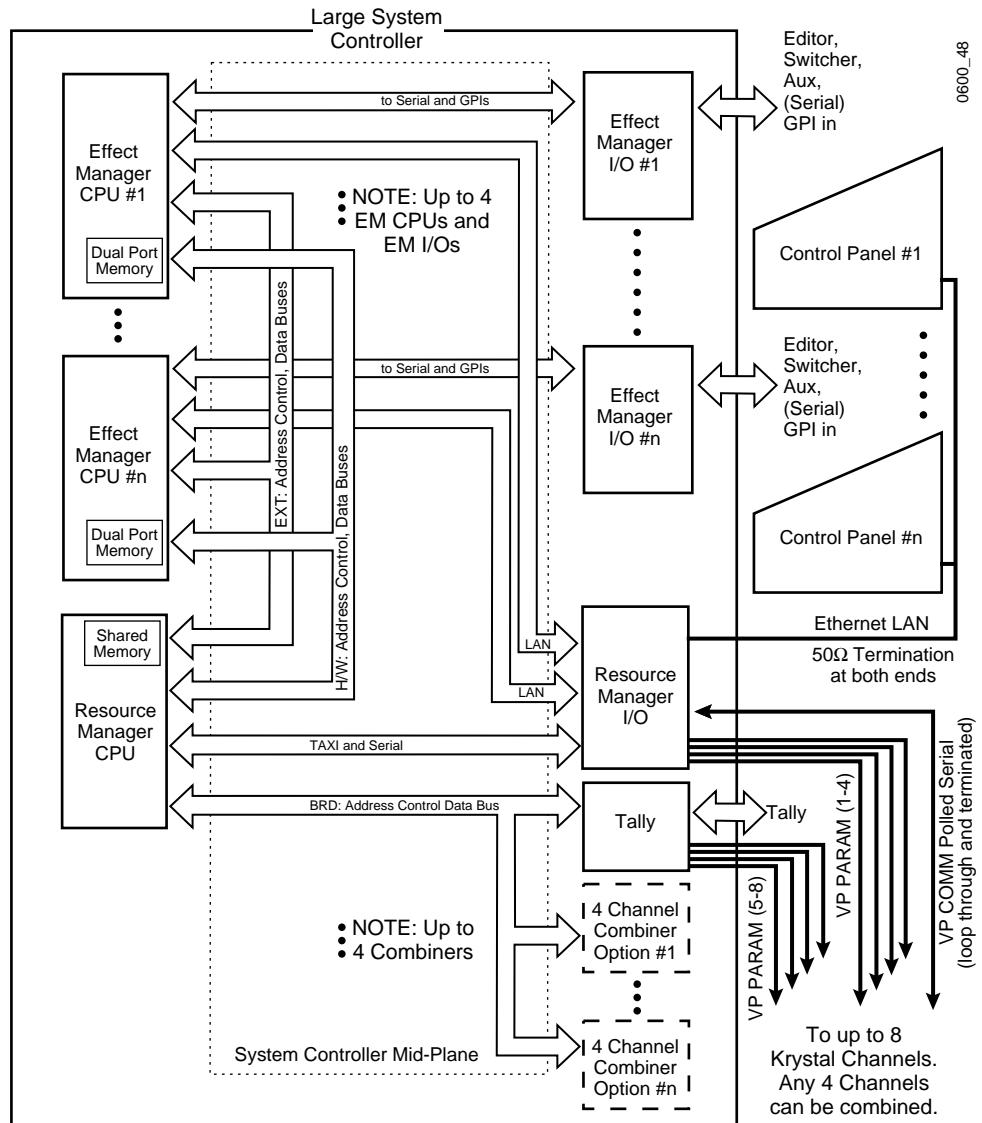 Large System
Controller
0600_48
Editor,
Switcher,
Aux,
(Serial)
GPI in
to Serial and GPIs
Effect
Manager
CPU #1
Effect
Manager
I/O #1
NOTE: Up to 4
EM CPUs and
EM I/Os
Dual Port
Memory
Control Panel #1
EXT: Address Control, Data Buses
H/W: Address Control, Data Buses
to Serial and GPIs
Effect
Manager
CPU #n
Effect
Manager
I/O #n
Editor,
Switcher,
Aux,
(Serial)
GPI in
Dual Port
Memory
Control Panel #n
Shared
Memory
Resource
Manager
CPU
LAN
LAN
Resource
Manager
I/O
Ethernet LAN
50Ω Termination
at both ends
TAXI and Serial
BRD: Address Control Data Bus
Tally
Tally
VP PARAM (5-8)
VP PARAM (1-4)
VP COMM Polled Serial
(loop through and terminated)
NOTE: Up to
4 Combiners
4 Channel
Combiner
Option #1
4 Channel
Combiner
Option #n
System Controller Mid-Plane
To up to 8
Krystal Channels.
Any 4 Channels
can be combined.